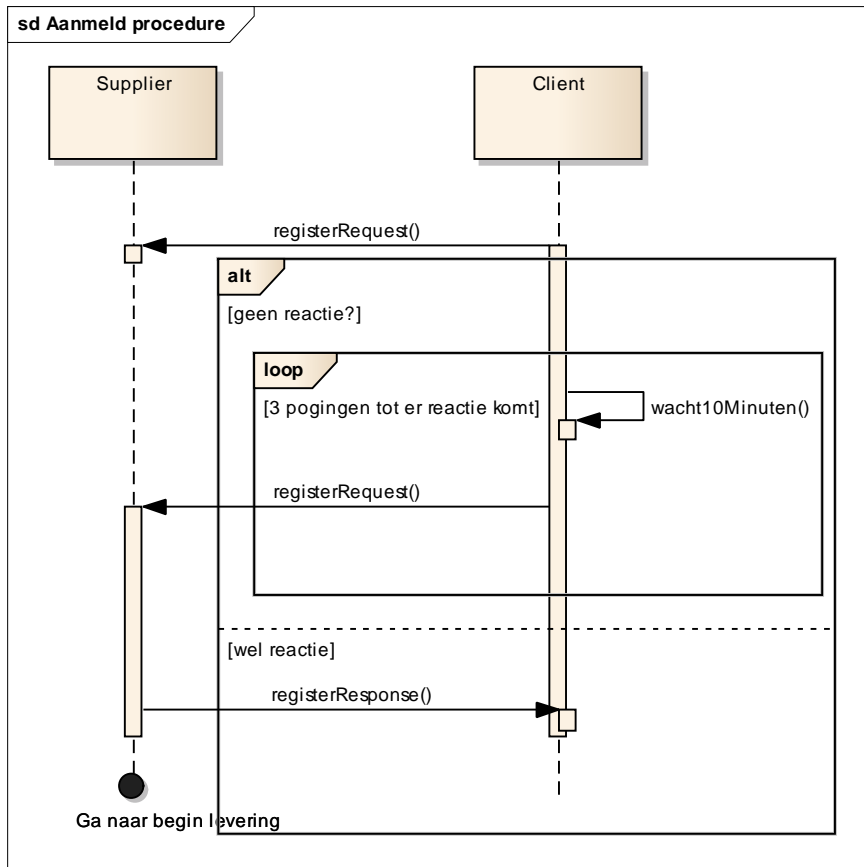 sd Aanmeld procedure
Supplier
Client
registerRequest()
alt
[geen reactie?]
loop
[3 pogingen tot er reactie komt]
wacht10Minuten()
registerRequest()
[wel reactie]
registerResponse()
Ga naar begin levering